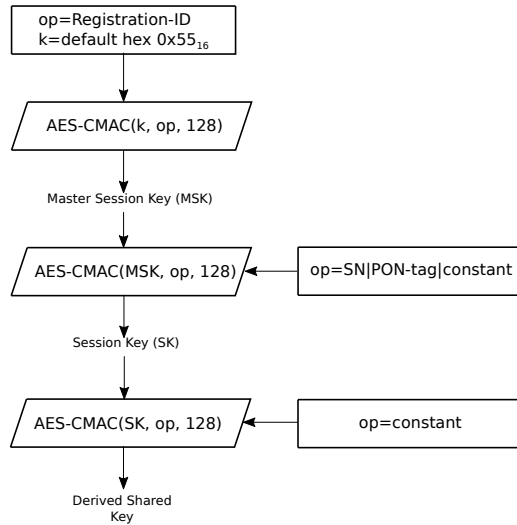 op=Registration-ID
k=default hex 0x55₁₆
AES-CMAC(k, op, 128)
Master Session Key (MSK)
AES-CMAC(MSK, op, 128)
op=SN|PON-tag|constant
Session Key (SK)
AES-CMAC(SK, op, 128)
op=constant
Derived Shared
Key